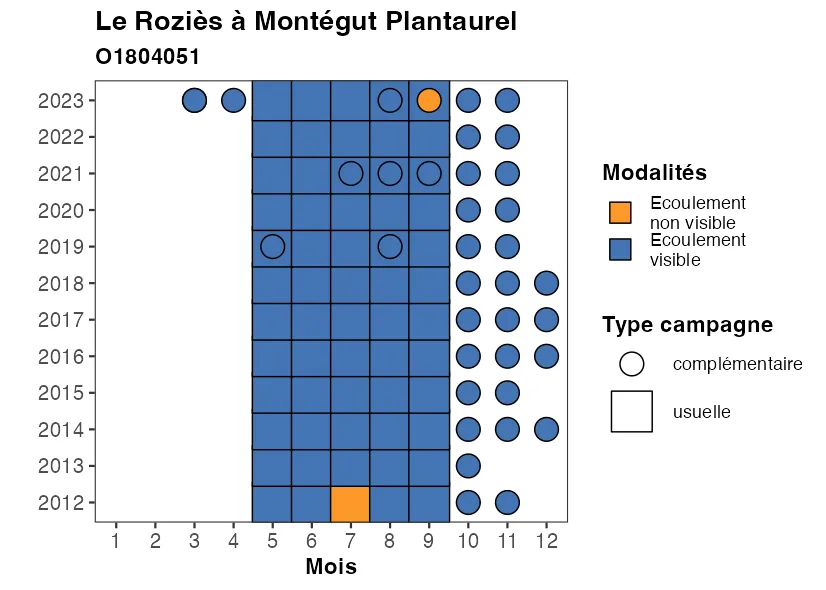 Le Roziès à Montégut Plantaurel
O1804051
2023
2022
2021
2020
2019
2018
2017
2016
2015
2014
2013
2012
1 2 3 4 5 6 7 8 9 10 11 12
Mois
Modalités
Ecoulement
non visible
Ecoulement
visible
Type campagne
complémentaire
usuelle